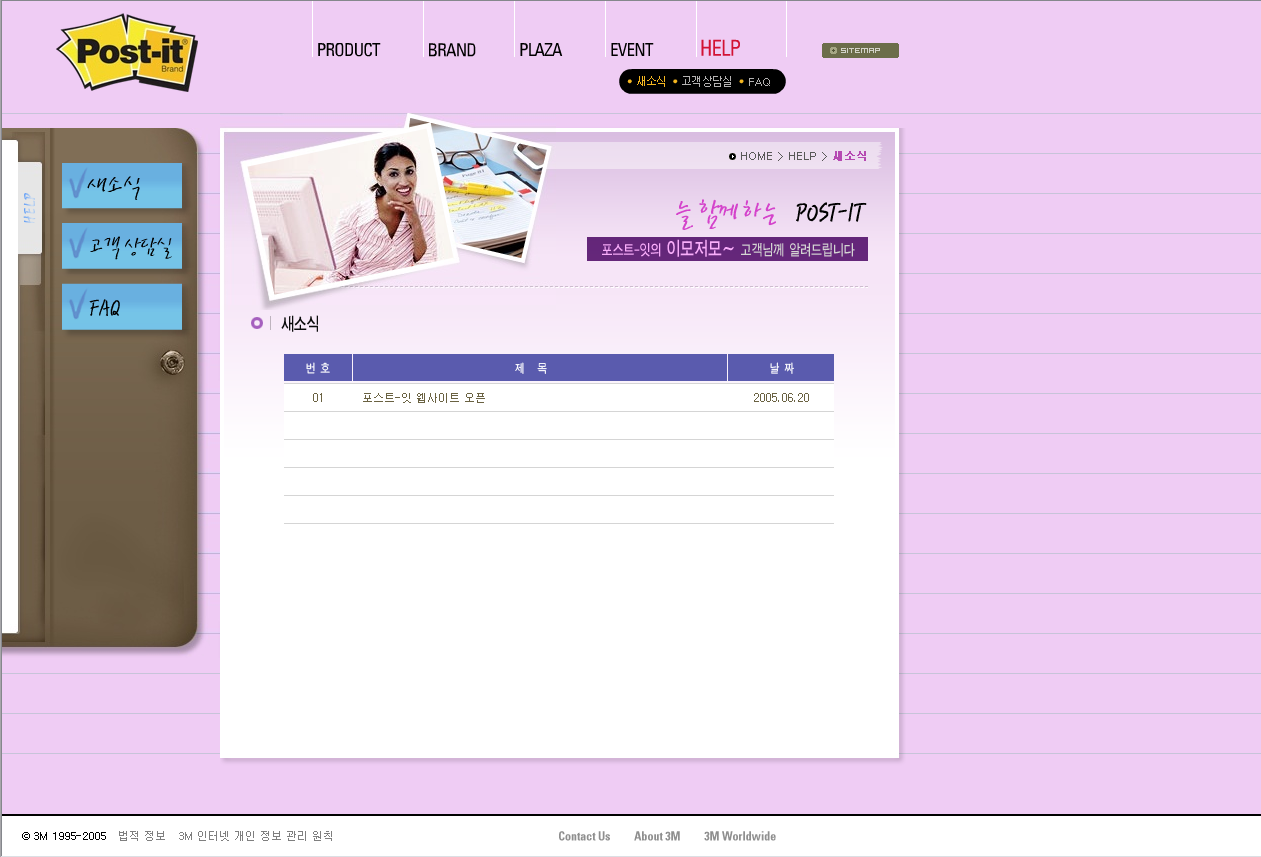 Post-it®
Brand
PRODUCT BRAND PLAZA EVENT HELP
SITEMAP
새소식 고객상담실 FAQ
새소식
고객상담실
FAQ
HOME > HELP > 새소식
늘 함께하는 POST-IT
포스트-잇의 이모저모~ 고객님께 알려드립니다
새소식
번호 제 목 날짜
01 포스트-잇 웹사이트 오픈 2005.06.20
© 3M 1995-2005 법적 정보 3M 인터넷 개인 정보 관리 원칙
Contact Us About 3M 3M Worldwide